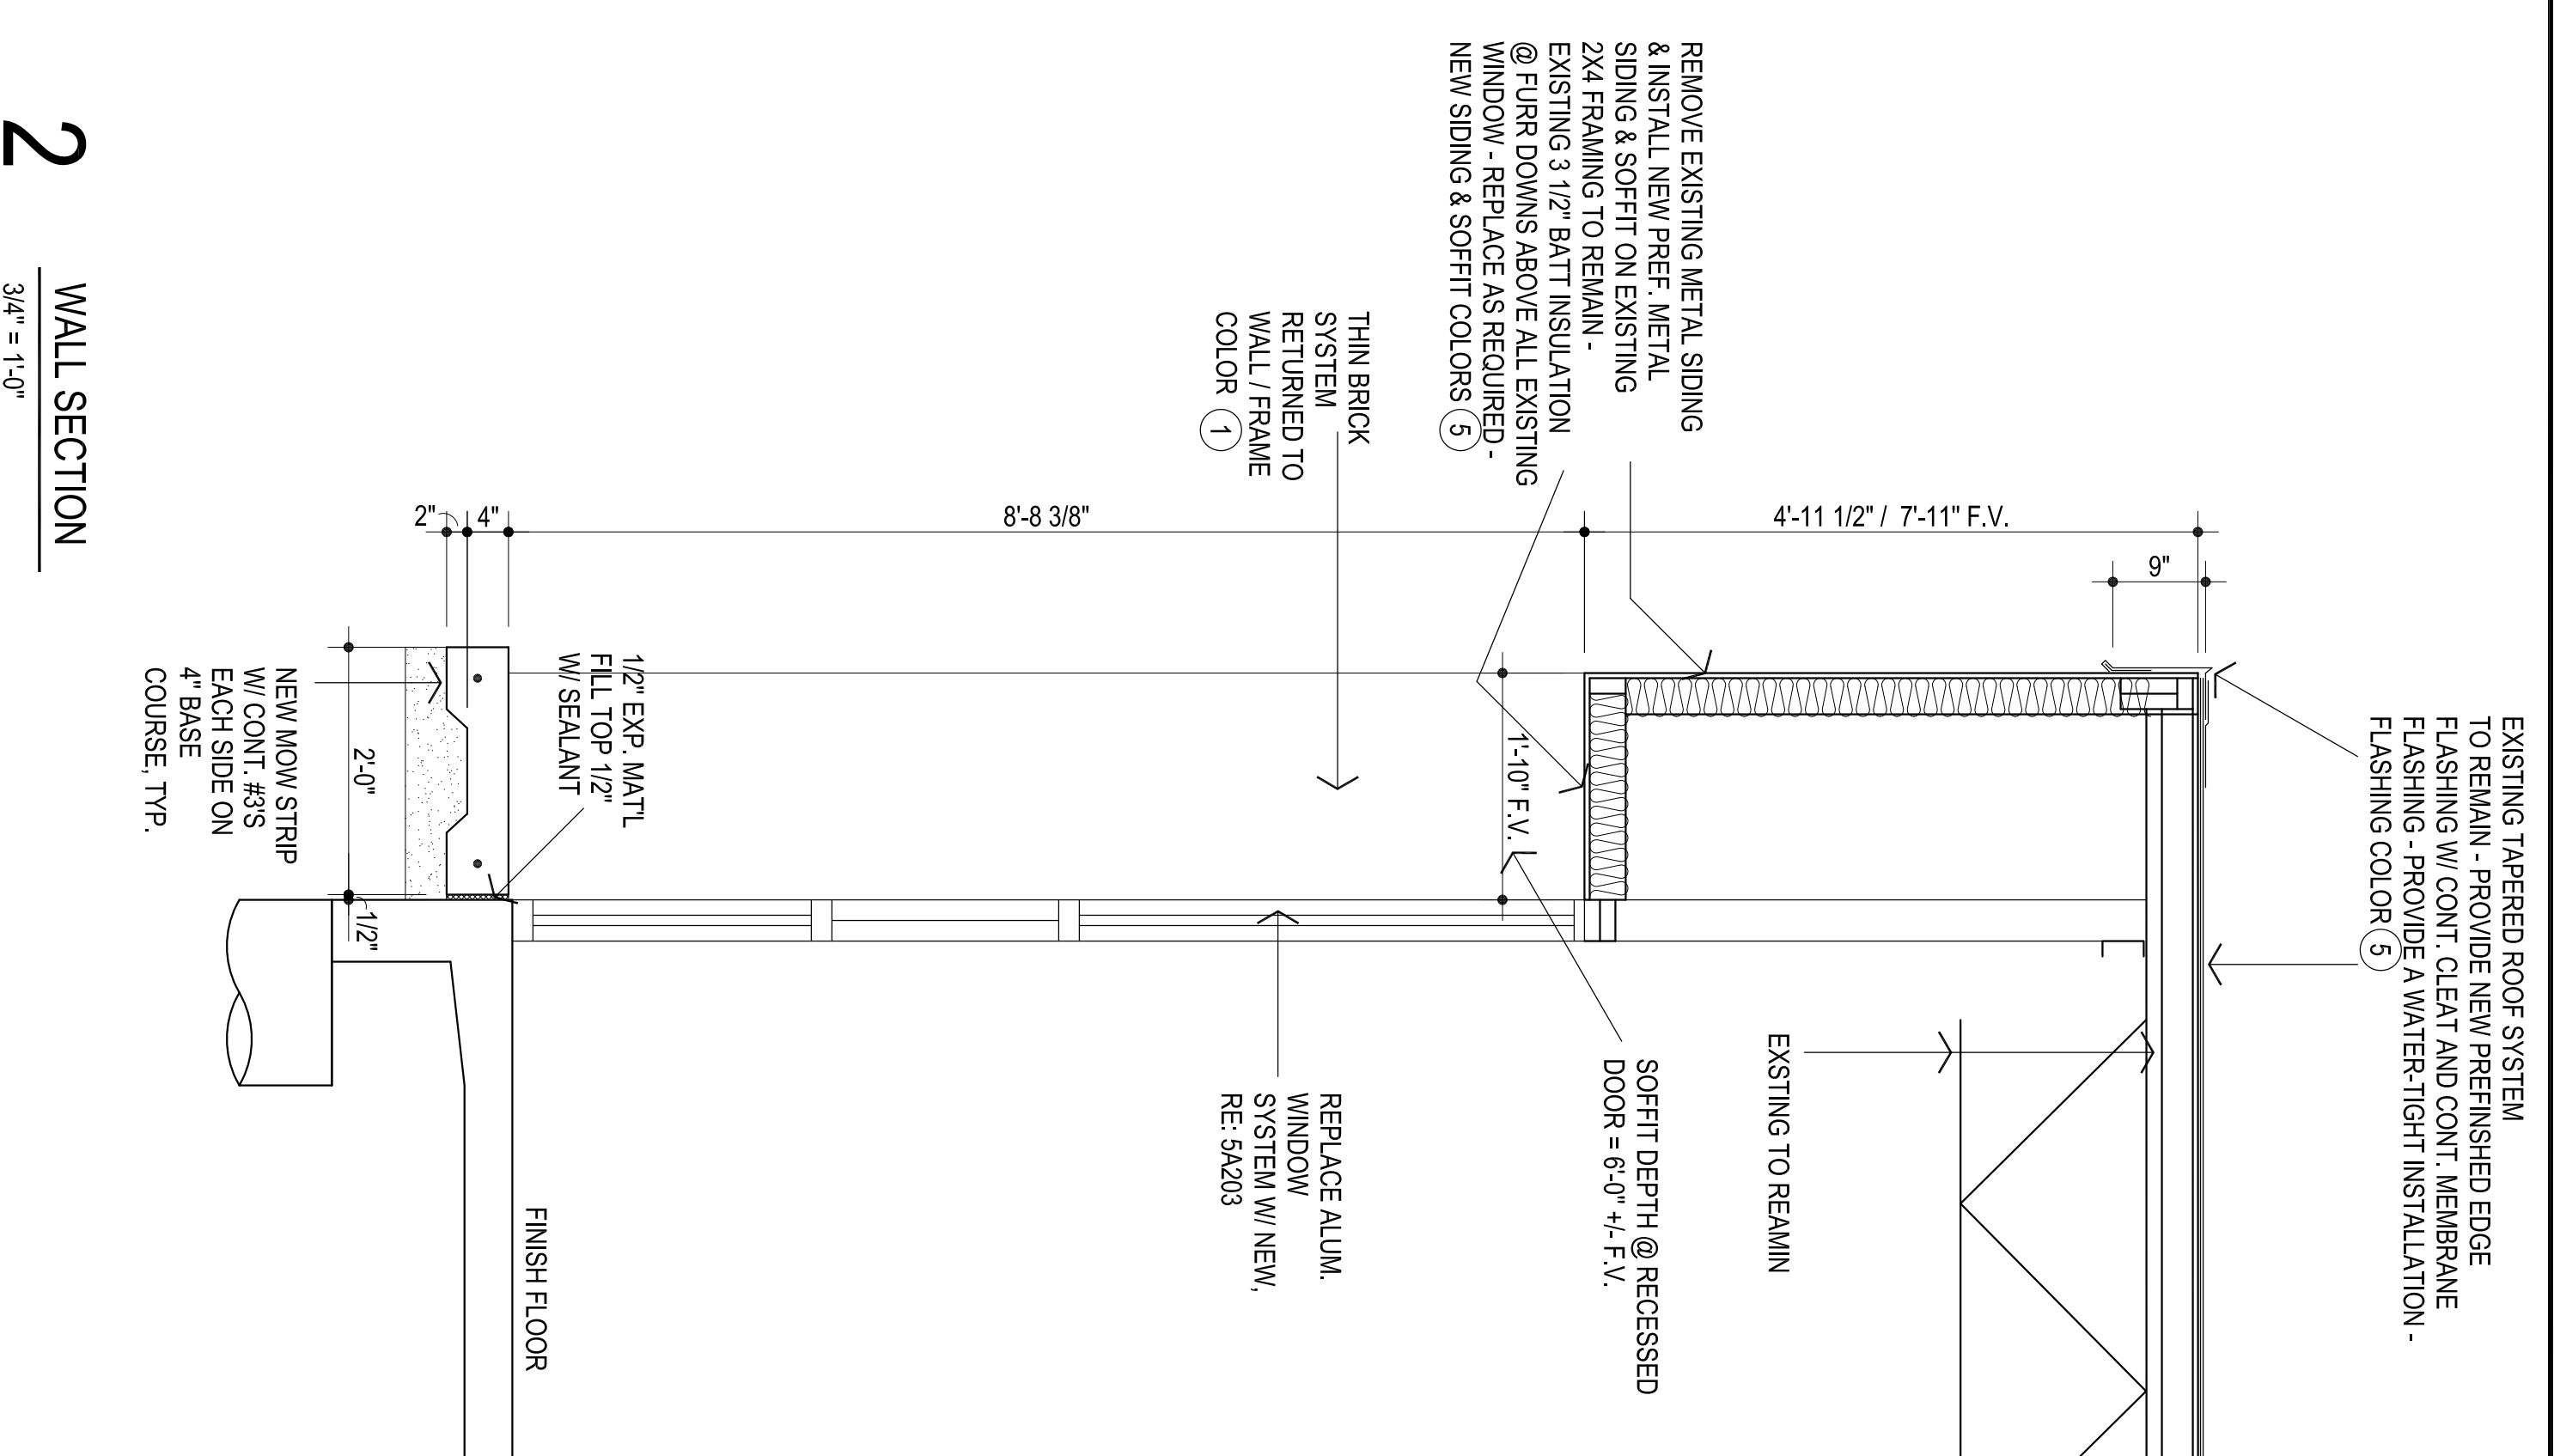 EXISTING TAPERED ROOF SYSTEM
TO REMAIN - PROVIDE NEW PREFINSHED EDGE
FLASHING W/ CONT. CLEAT AND CONT. MEMBRANE
FLASHING - PROVIDE A WATER-TIGHT INSTALLATION -
FLASHING COLOR 5
9"
4'-11 1/2" / 7'-11" F.V.
EXSTING TO REAMIN
REMOVE EXISTING METAL SIDING
& INSTALL NEW PREF. METAL
SIDING & SOFFIT ON EXISTING
2X4 FRAMING TO REMAIN -
EXISTING 3 1/2" BATT INSULATION
@ FURR DOWNS ABOVE ALL EXISTING
WINDOW - REPLACE AS REQUIRED -
NEW SIDING & SOFFIT COLORS 5
SOFFIT DEPTH @ RECESSED
DOOR = 6'-0" +/- F.V.
1'-10" F.V.
THIN BRICK
SYSTEM
RETURNED TO
WALL / FRAME
COLOR 1
REPLACE ALUM.
WINDOW
SYSTEM W/ NEW,
RE: 5A203
8'-8 3/8"
1/2" EXP. MAT'L
FILL TOP 1/2"
W/ SEALANT
FINISH FLOOR
4"
2"
2'-0"
1/2"
NEW MOW STRIP
W/ CONT. #3'S
EACH SIDE ON
4" BASE
COURSE, TYP.
2
WALL SECTION
3/4" = 1'-0"